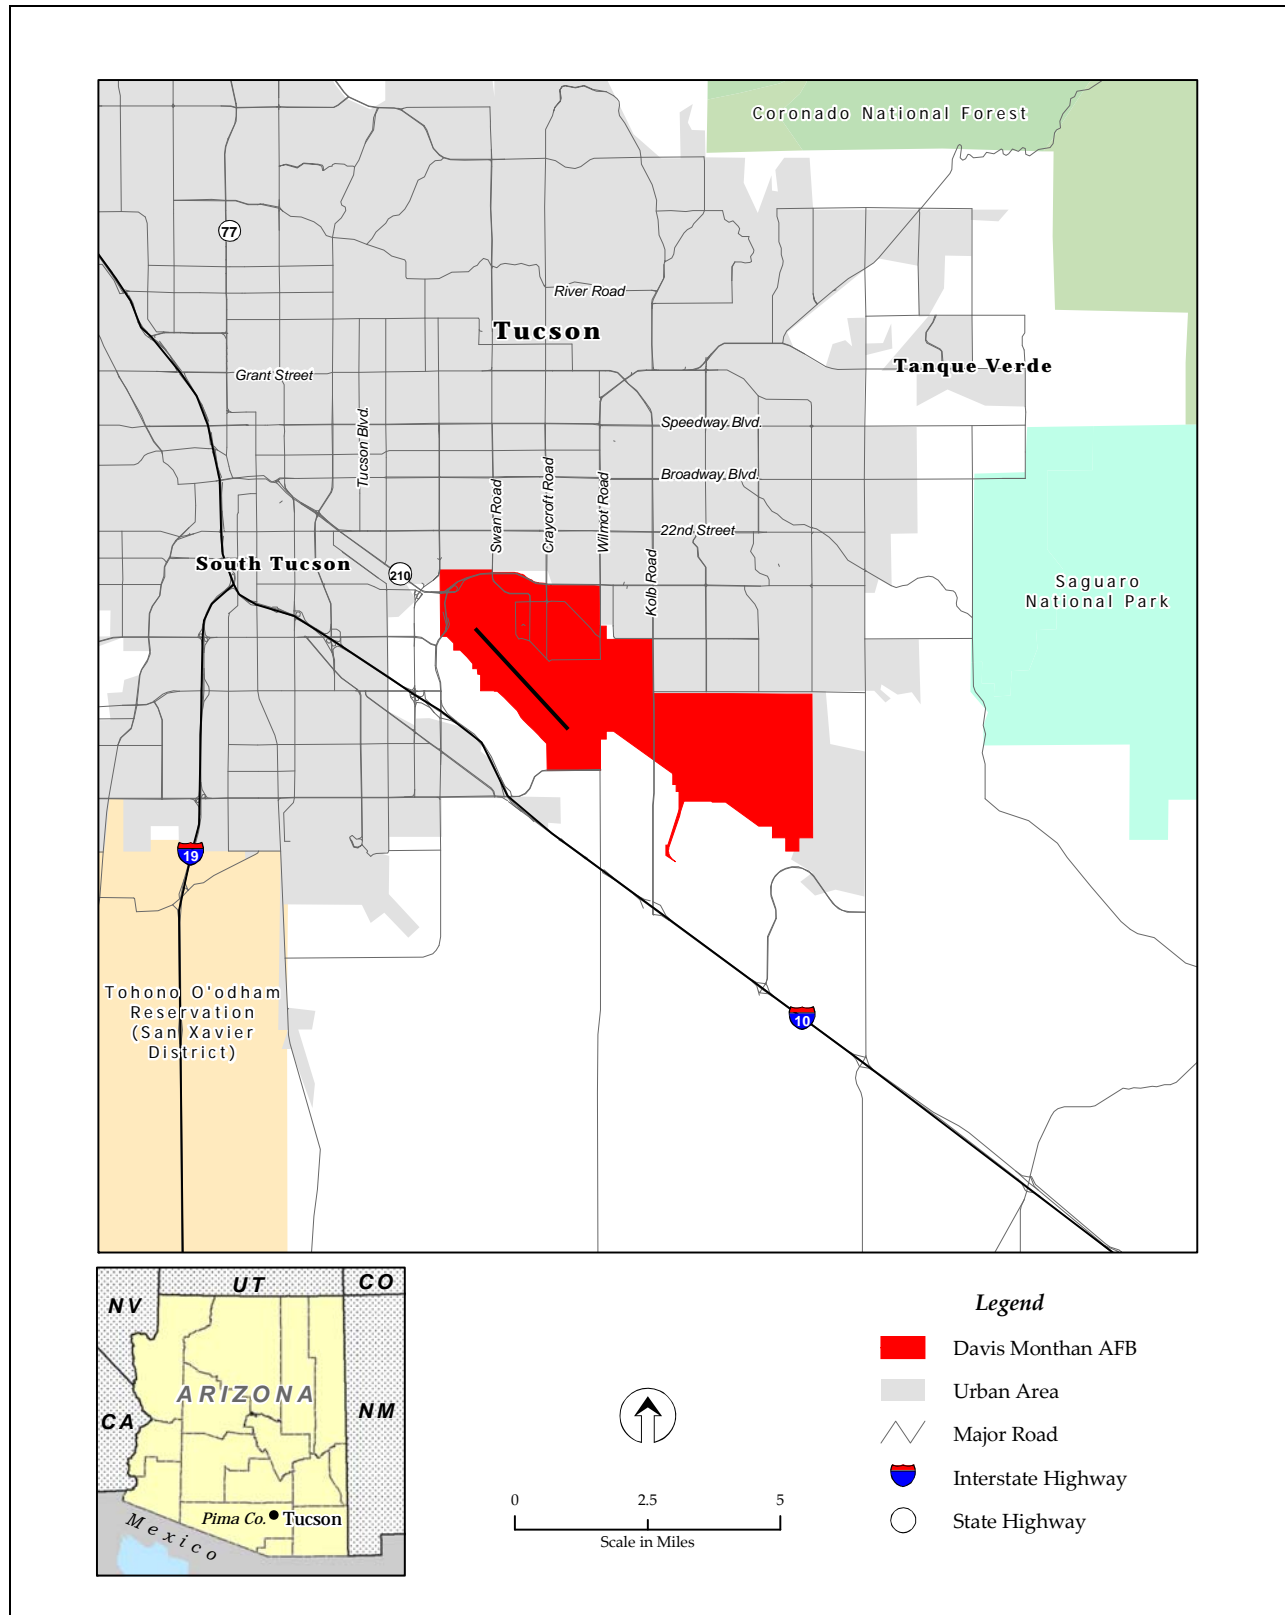 Coronado National Forest
77
River Road
Tucson
Tanque Verde
Grant Street
Tucson Blvd.
Speedway Blvd.
Broadway Blvd.
Swan Road
Craycroft Road
Wilmot Road
22nd Street
Kolb Road
South Tucson
210
Saguaro
National Park
19
Tohono O'odham
Reservation
(San Xavier
District)
10
UT
CO
NV
ARIZONA
CA
NM
Pima Co.
Tucson
Mexico
0
2.5
5
Scale in Miles
Legend
Davis Monthan AFB
Urban Area
Major Road
Interstate Highway
State Highway